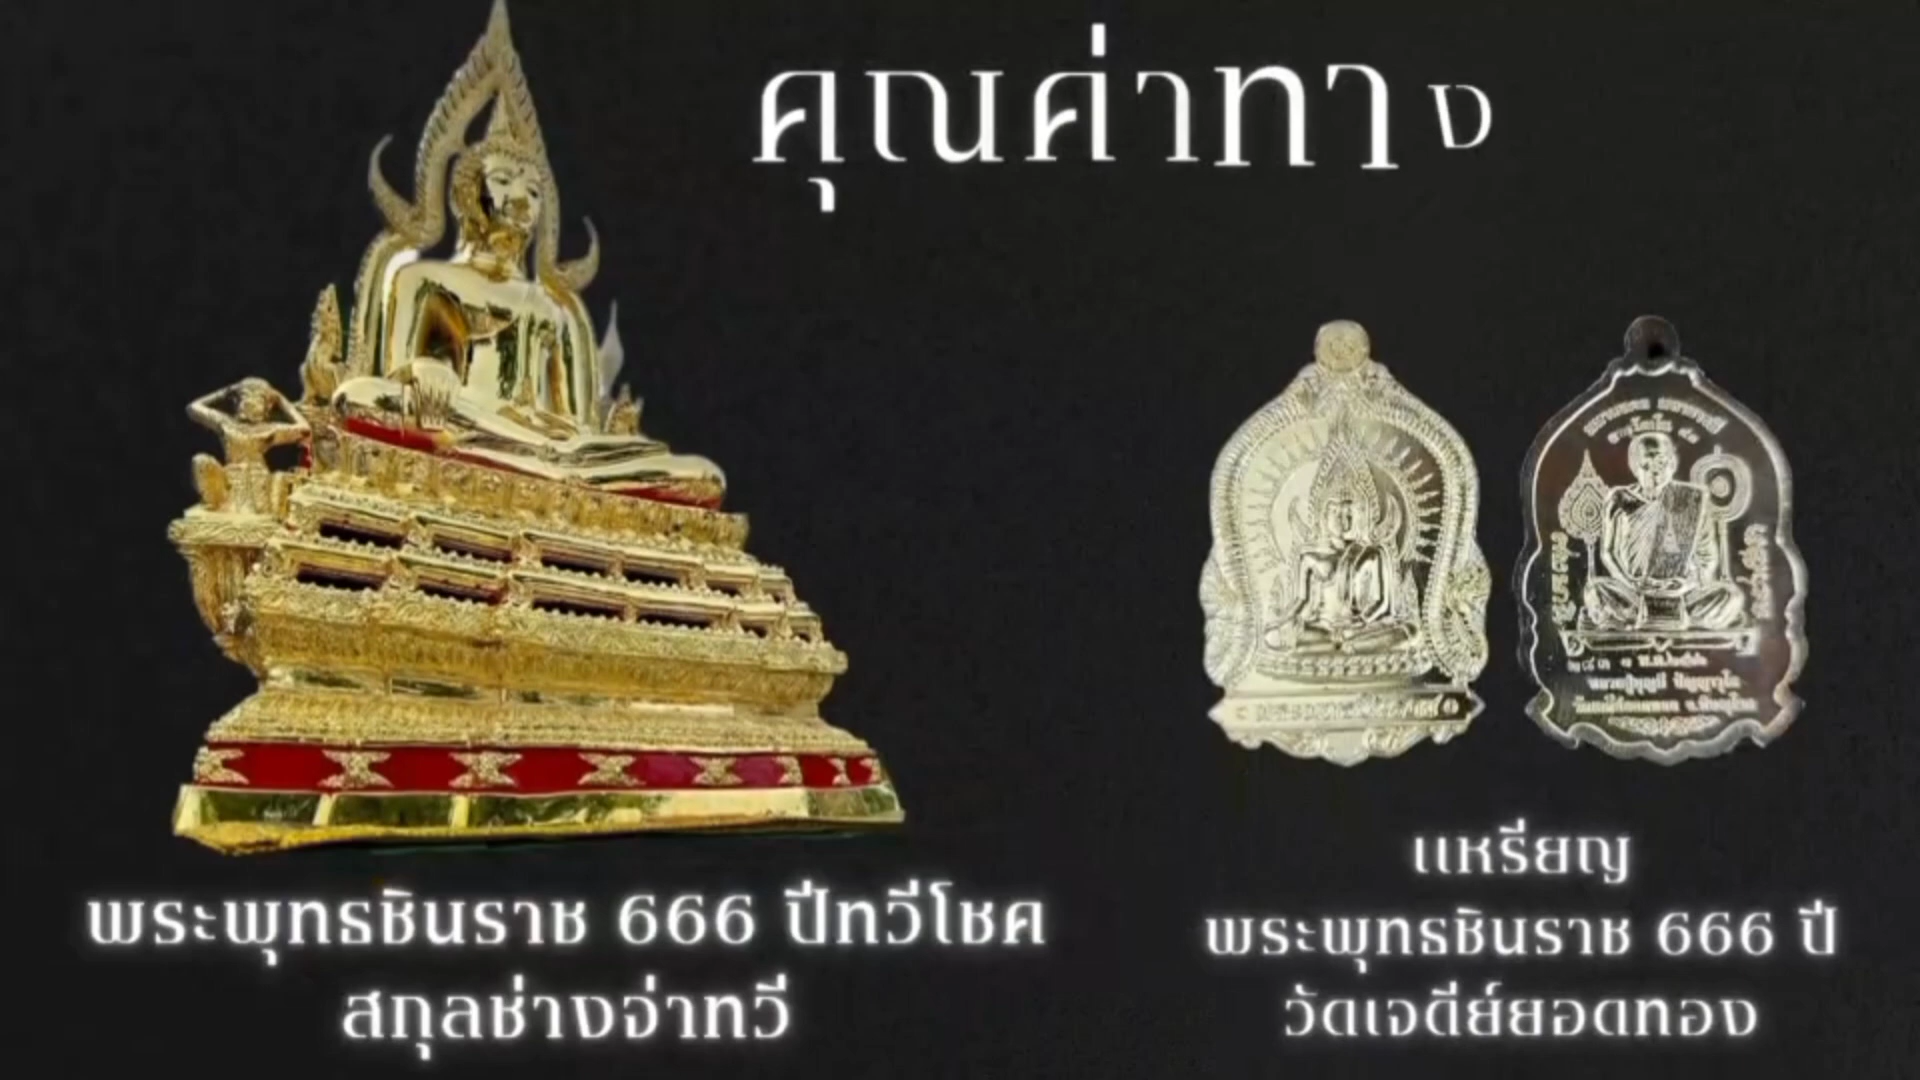 คุณค่าทาง
พระพุทธชินราช 666 ปีทวีโชค
สกุลช่างจ่าทวี
เหรียญ
พระพุทธชินราช 666 ปี
วัดเจดีย์ยอดทอง